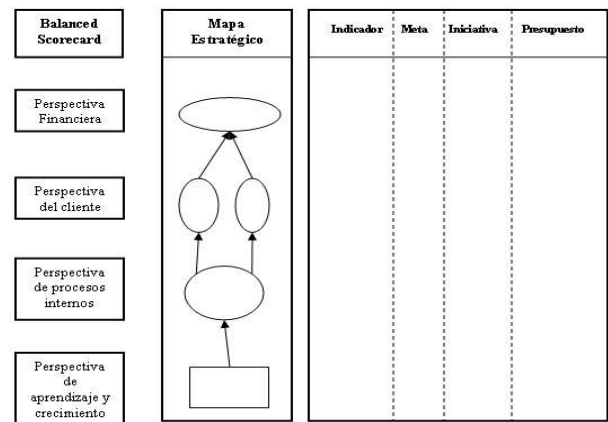 Balanced
Scorecard
Mapa
Estratégico
Indicador Meta Iniciativa Presupuesto
Perspectiva
Financiera
Perspectiva
del cliente
Perspectiva
de procesos
internos
Perspectiva
de
aprendizaje y
crecimiento